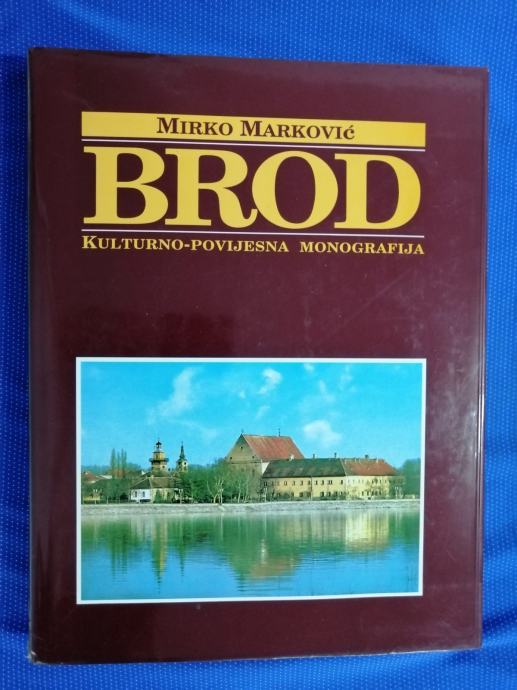 MIRKO MARKOVIĆ
BROD
KULTURNO-POVIJESNA MONOGRAFIJA